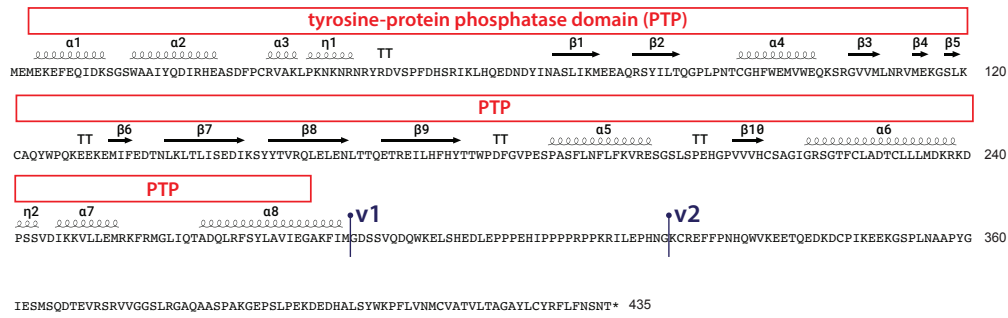 tyrosine-protein phosphatase domain (PTP)
α1 α2 α3 η1 TT β1 β2 α4 β3 β4 β5
MEMEKEFEQIDKSGSWAAIYQDIRHEASDFPCRVAKLPKNKNRNRYRDVSPFDHSRIKLHQEDNDYINASLIKMEEAQRSYILTQGPLPNTCGHFWEMVWEQKSRGVVMLNRVMEKGSLK 120
PTP
TT β6 β7 β8 β9 TT α5 TT β10 α6
CAQYWPQKEEKEMIFEDTNLKLTLISEDIKSYYTVRQLELENLTTQETREILHFHYTTWPDFGVPESPASFLNFLFKVRESGSLSPEHGPVVVHCSAGIGRSGTFCLADTCLLLMDKRKD 240
PTP
η2 α7 α8 v1 v2
PSSVDIKKVLLEMRKFRMGLIQTADQLRFSYLAVIEGAKFIMGDSSVQDQWKELSHEDLEPPPEHIPPPPRPPKRILEPHNGKCREFFPNHQWVKEETQEDKDCPIKEEKGSPLNAAPYG 360
IESMSQDTEVRSRVVGGSLRGAQAASPAKGEPSLPEKDEDHALSYWKPFLVNMCVATVLTAGAYLCYRFLFNSNT* 435